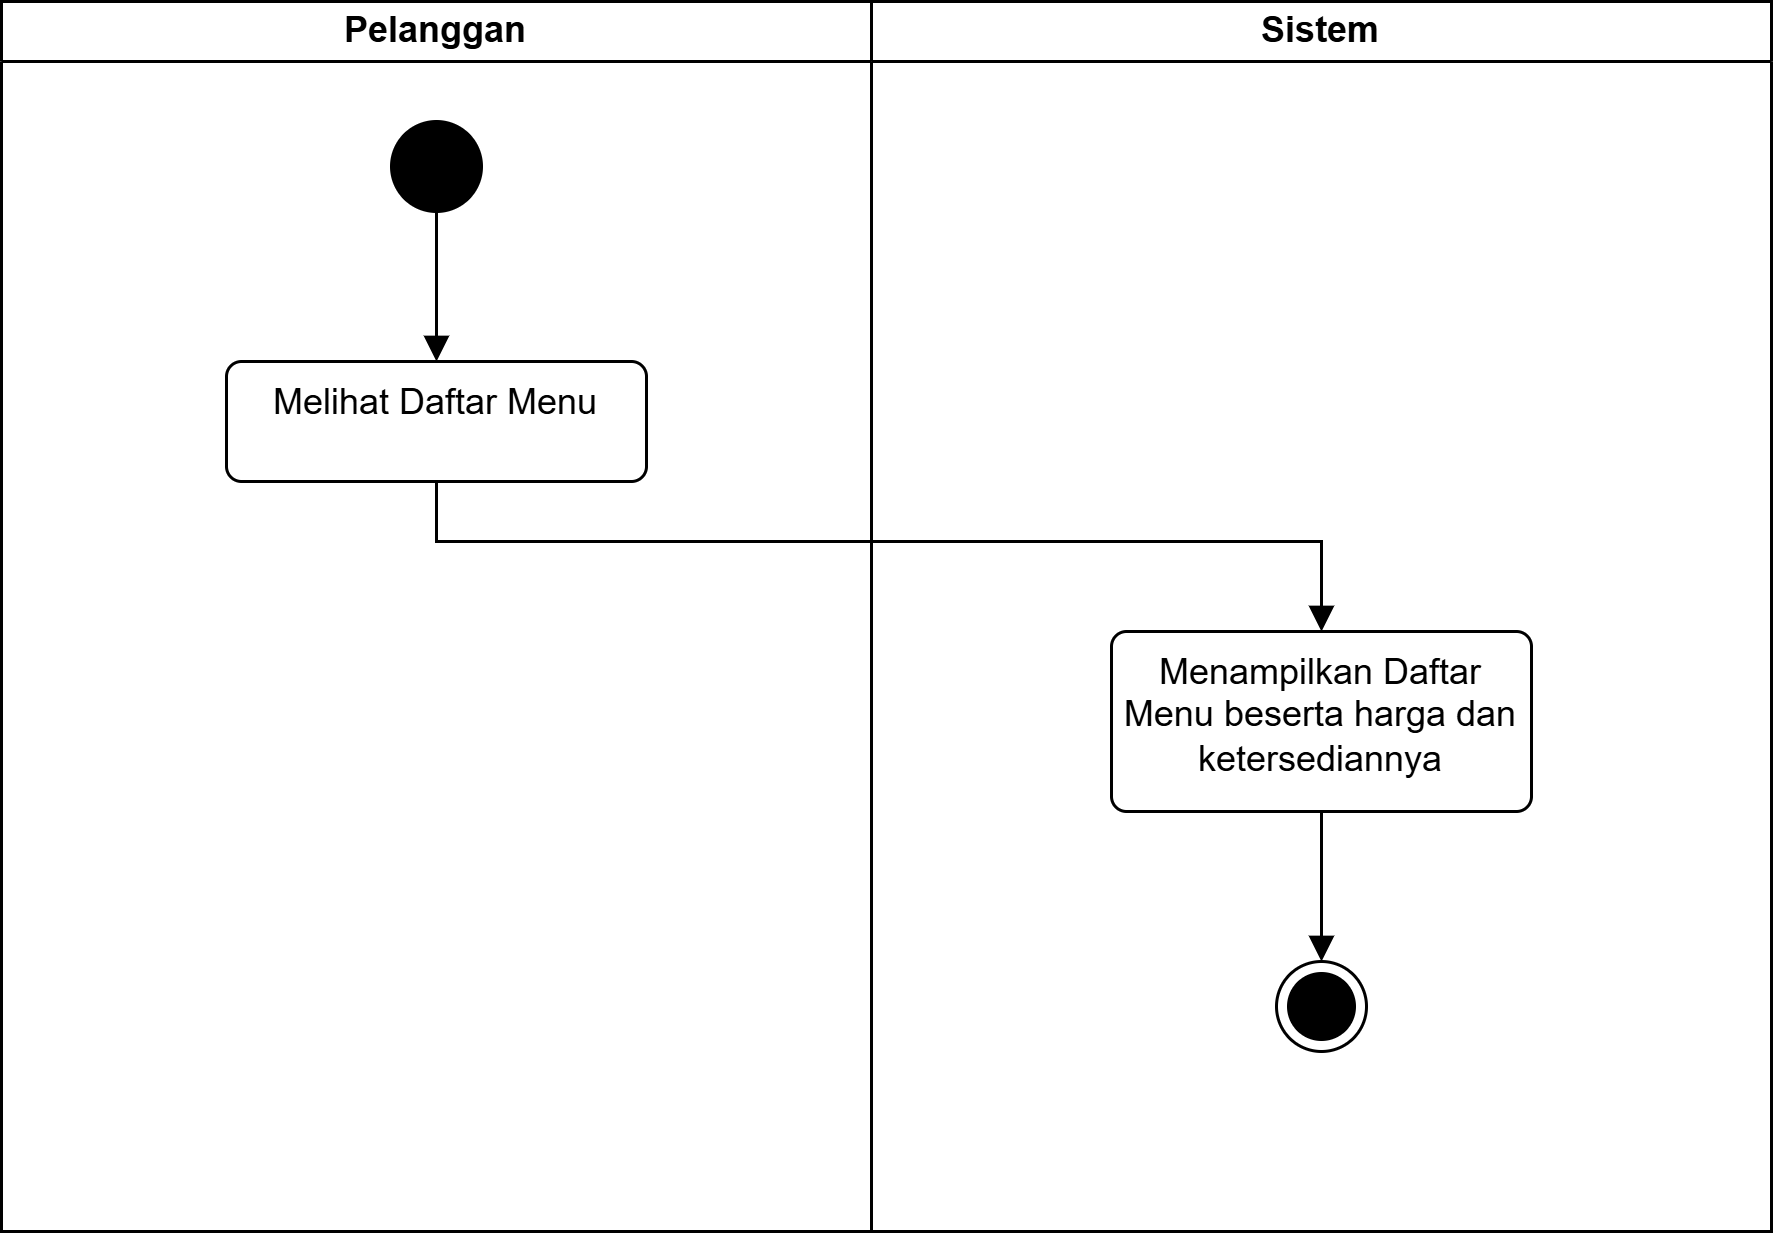 Pelanggan
Sistem
Melihat Daftar Menu
Menampilkan Daftar
Menu beserta harga dan
ketersediannya